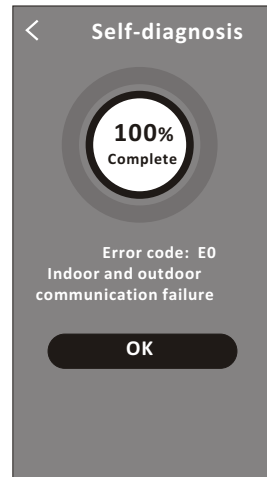 Self-diagnosis
100%
Complete
Error code: E0
Indoor and outdoor
communication failure
OK